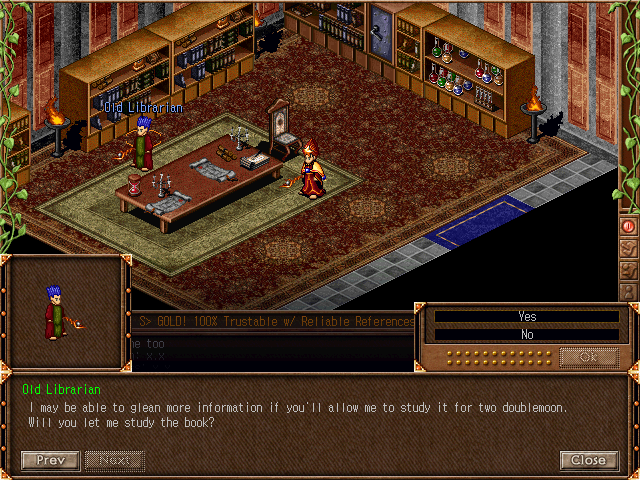 Old Librarian
S> GOLD! 100% Trustable w/ Reliable References
me too
! x.x
Yes
No
Ok
Old Librarian
I may be able to glean more information if you'll allow me to study it for two doublemoon.
Will you let me study the book?
Prev
Next
Close